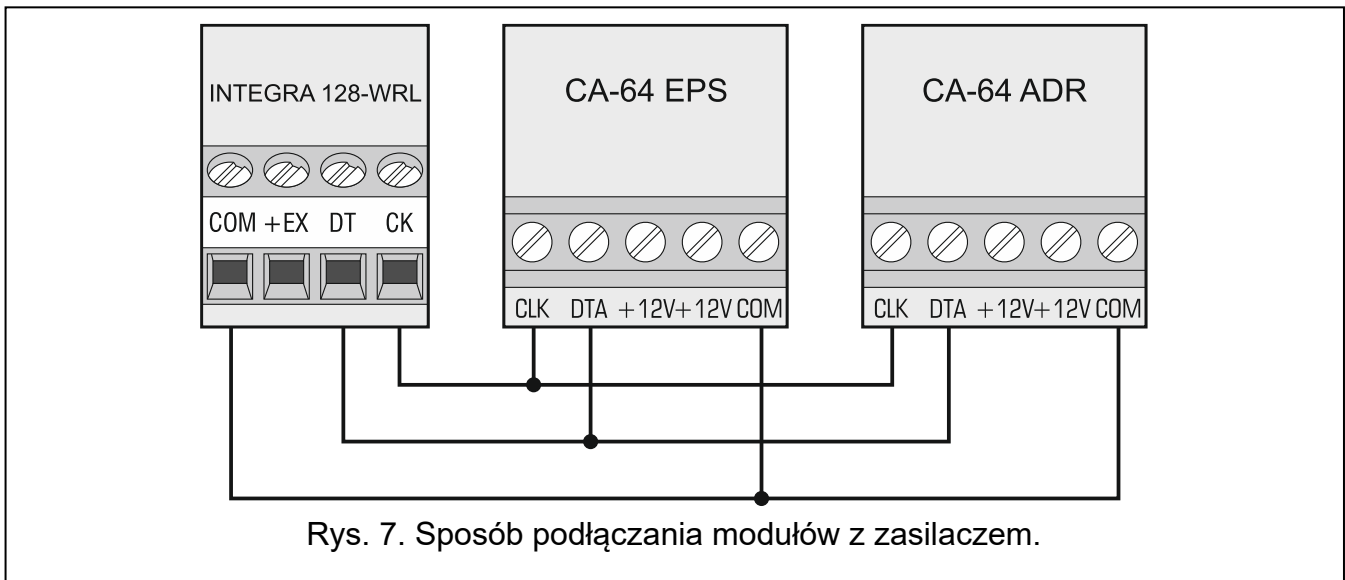 INTEGRA 128-WRL
COM +EX DT CK
CA-64 EPS
CLK DTA +12V+12V COM
CA-64 ADR
CLK DTA +12V+12V COM
Rys. 7. Sposób podłączania modułów z zasilaczem.